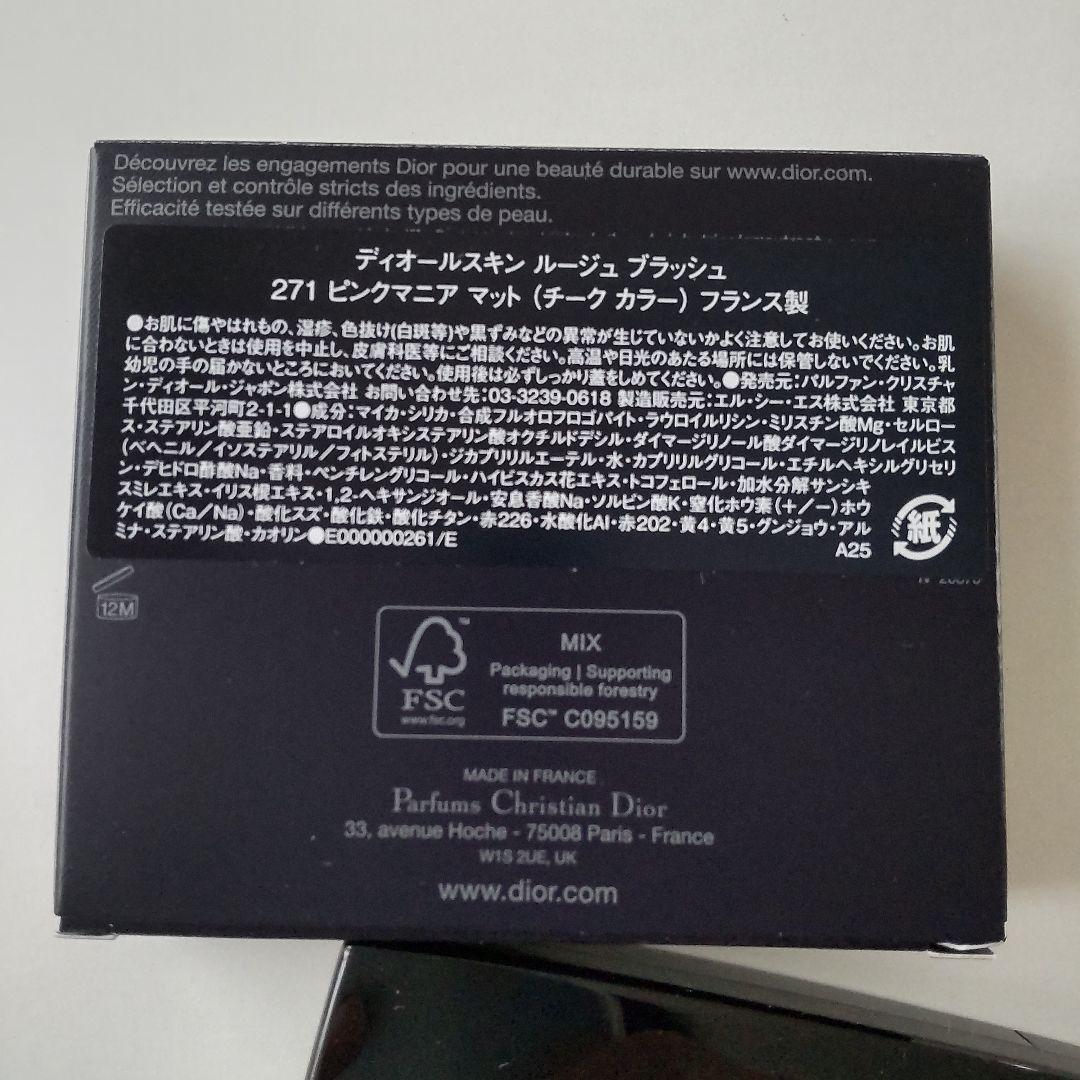 Découvrez les engagements Dior pour une beauté durable sur www.dior.com.
Sélection et contrôle stricts des ingrédients.
Efficacité testée sur différents types de peau.
ディオールスキン ルージュ ブラッシュ
271 ピンクマニア マット (チーク カラー) フランス製
●お肌に傷やはれもの、湿疹、色抜け(白斑等)や黒ずみなどの異常が生じていないかよく注意してお使いください。お肌
に合わないときは使用を中止し、皮膚科医等にご相談ください。高温や日光のあたる場所には保管しないでください。乳
幼児の手の届かないところにおいてください。使用後は必ずしっかり蓋をしめてください。●発売元:パルファン・クリスチャ
ン・ディオール・ジャポン株式会社 お問い合わせ先:03-3239-0618 製造販売元:エル・シー・エス株式会社 東京都
千代田区平河町2-1-1●成分:マイカ・シリカ・合成フルオロフロゴパイト・ラウロイルリシン・ミリスチン酸Mg・セルロー
ス・ステアリン酸亜鉛・ステアロイルオキシステアリン酸オクチルドデシル・ダイマージリノール酸ダイマージリノレイルビス
(ベヘニル/イソステアリル/フィトステリル)・ジカプリリルエーテル・水・カプリリルグリコール・エチルヘキシルグリセリ
ン・デヒドロ酢酸Na・香料・ペンチレングリコール・ハイビスカス花エキス・トコフェロール・加水分解サンシキ
スミレエキス・イリス根エキス・1,2-ヘキサンジオール・安息香酸Na・ソルビン酸K・窒化ホウ素(+/−)ホウ
ケイ酸(Ca/Na)・酸化スズ・酸化鉄・酸化チタン・赤226・水酸化Al・赤202・黄4・黄5・グンジョウ・アル
ミナ・ステアリン酸・カオリン●E000000261/E
A25
紙
12M
FSC
www.fsc.org
MIX
Packaging | Supporting
responsible forestry
FSC™ C095159
MADE IN FRANCE
Parfums Christian Dior
33, avenue Hoche - 75008 Paris - France
W1S 2UE, UK
www.dior.com